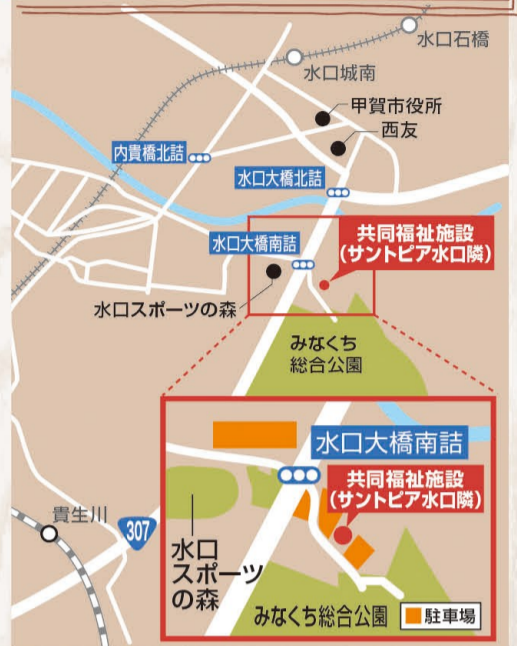 水口石橋
水口城南
甲賀市役所
西友
内貴橋北詰
水口大橋北詰
水口大橋南詰
共同福祉施設
(サントピア水口隣)
水口スポーツの森
みなくち
総合公園
水口大橋南詰
共同福祉施設
(サントピア水口隣)
貴生川
307
水口
スポーツ
の森
みなくち総合公園
駐車場